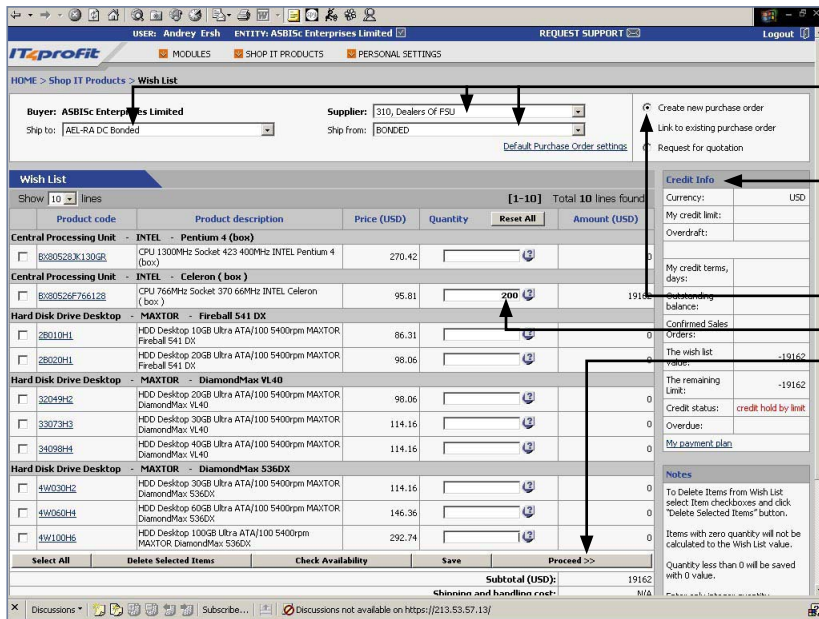 USER: Andrey Ersh ENTITY: ASBISc Enterprises Limited REQUEST SUPPORT Logout
IT4profit MODULES SHOP IT PRODUCTS PERSONAL SETTINGS
HOME > Shop IT Products > Wish List
Buyer: ASBISc Enterprises Limited Supplier: 310, Dealers Of FSU Create new purchase order
Ship to: AEL-RA DC Bonded Ship from: BONDED Link to existing purchase order
Default Purchase Order settings Request for quotation
Wish List Credit Info
Show 10 lines [1-10] Total 10 lines found
Product code Product description Price (USD) Quantity Reset All Amount (USD)
Central Processing Unit - INTEL - Pentium 4 (box)
BX80528JK130GR CPU 1300MHz Socket 423 400MHz INTEL Pentium 4 (box) 270.42 0
Central Processing Unit - INTEL - Celeron ( box )
BX80526F766128 CPU 766MHz Socket 370 66MHz INTEL Celeron ( box ) 95.81 200 19162
Hard Disk Drive Desktop - MAXTOR - Fireball 541 DX
2B010H1 HDD Desktop 10GB Ultra ATA/100 5400rpm MAXTOR Fireball 541 DX 86.31 0
2B020H1 HDD Desktop 20GB Ultra ATA/100 5400rpm MAXTOR Fireball 541 DX 98.06 0
Hard Disk Drive Desktop - MAXTOR - DiamondMax VL40
32049H2 HDD Desktop 20GB Ultra ATA/100 5400rpm MAXTOR DiamondMax VL40 98.06 0
33073H3 HDD Desktop 30GB Ultra ATA/100 5400rpm MAXTOR DiamondMax VL40 114.16 0
34098H4 HDD Desktop 40GB Ultra ATA/100 5400rpm MAXTOR DiamondMax VL40 114.16 0
Hard Disk Drive Desktop - MAXTOR - DiamondMax 536DX
4W030H2 HDD Desktop 30GB Ultra ATA/100 5400rpm MAXTOR DiamondMax 536DX 114.16 0
4W060H4 HDD Desktop 60GB Ultra ATA/100 5400rpm MAXTOR DiamondMax 536DX 146.36 0
4W100H6 HDD Desktop 100GB Ultra ATA/100 5400rpm MAXTOR DiamondMax 536DX 292.74 0
Select All Delete Selected Items Check Availability Save Proceed >>
Subtotal (USD): 19162
Shipping and handling cost: N/A
Currency: USD
My credit limit:
Overdraft:
My credit terms, days:
Outstanding balance:
Confirmed Sales Orders:
The wish list value: -19162
The remaining Limit: -19162
Credit status: credit hold by limit
Overdue:
My payment plan
Notes
To Delete Items from Wish List
select Item checkboxes and click
"Delete Selected Items" button.
Items with zero quantity will not be
calculated to the Wish List value.
Quantity less than 0 will be saved
with 0 value.
Discussions Subscribe... Discussions not available on https://213.53.57.13/